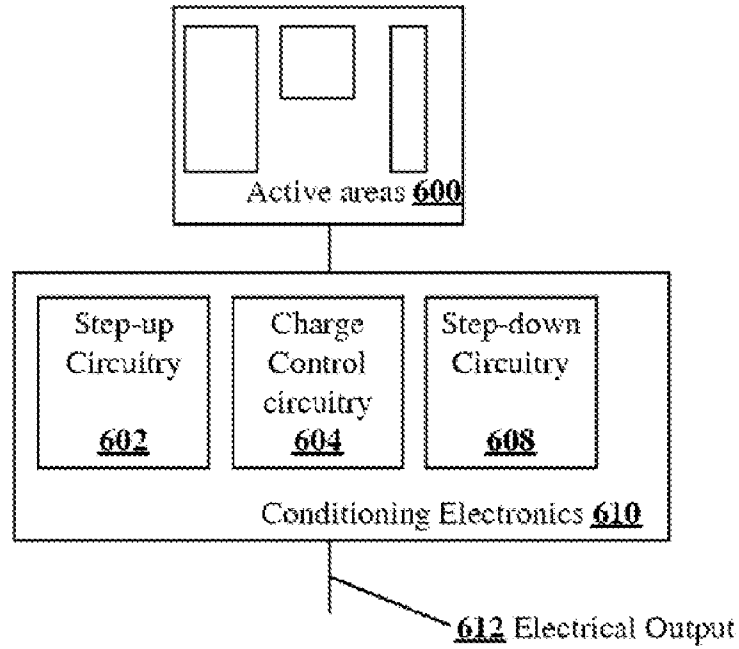 Active areas 600
Step-up
Circuitry
602
Charge
Control
circuitry
604
Step-down
Circuitry
608
Conditioning Electronics 610
612 Electrical Output